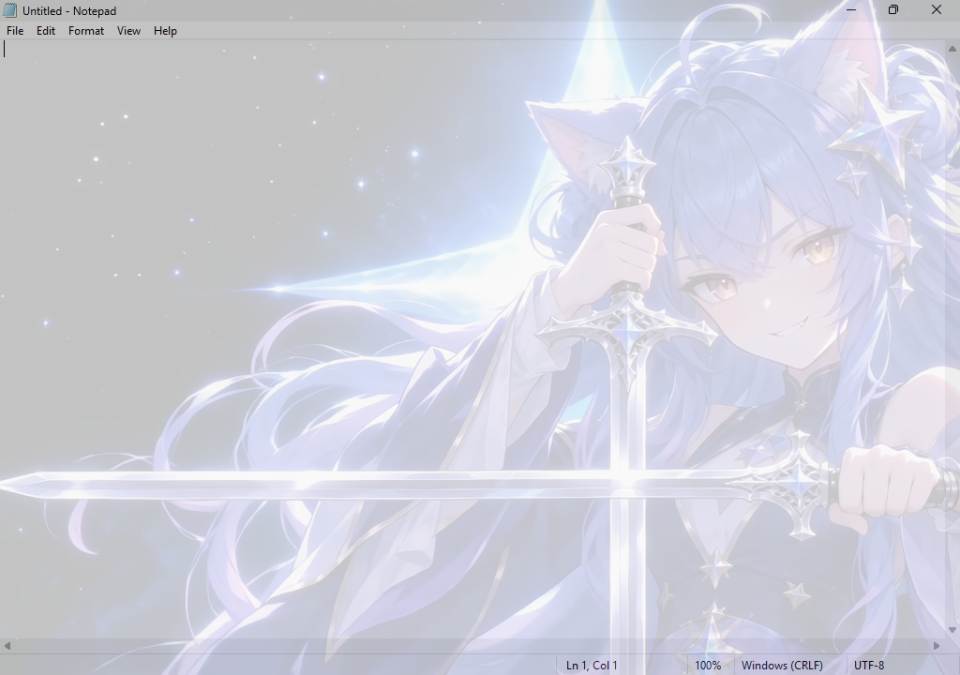 Untitled - Notepad
File Edit Format View Help
Ln 1, Col 1 100% Windows (CRLF) UTF-8